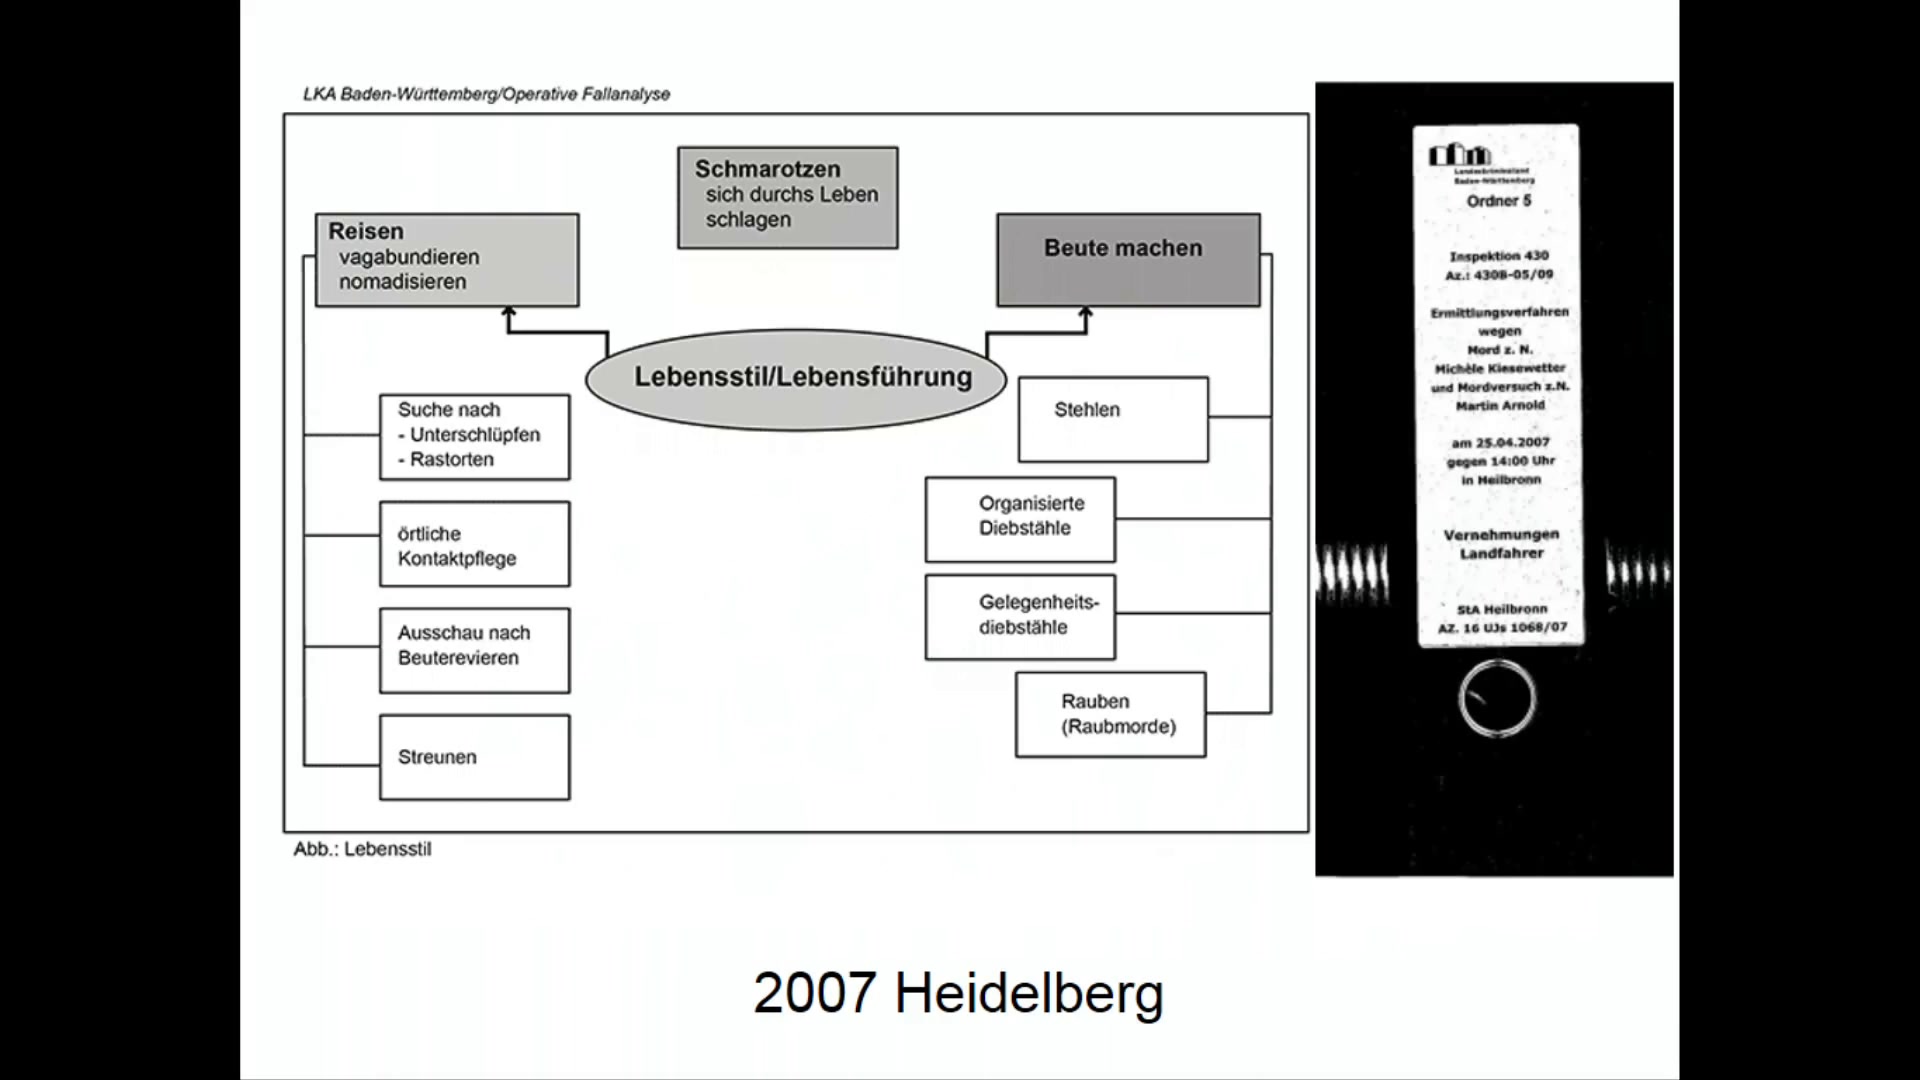 LKA Baden-Württemberg/Operative Fallanalyse
Schmarotzen
sich durchs Leben
schlagen
Reisen
vagabundieren
nomadisieren
Beute machen
Lebensstil/Lebensführung
Suche nach
- Unterschlüpfen
- Rastorten
örtliche
Kontaktpflege
Ausschau nach
Beuterevieren
Streunen
Stehlen
Organisierte
Diebstähle
Gelegenheits-
diebstähle
Rauben
(Raubmorde)
Abb.: Lebensstil
Landeskriminalamt
Baden-Württemberg
Ordner 5
Inspektion 430
Az.: 430B-05/09
Ermittlungsverfahren
wegen
Mord z. N.
Michèle Kiesewetter
und Mordversuch z.N.
Martin Arnold
am 25.04.2007
gegen 14:00 Uhr
in Heilbronn
Vernehmungen
Landfahrer
StA Heilbronn
AZ. 16 UJs 1068/07
2007 Heidelberg